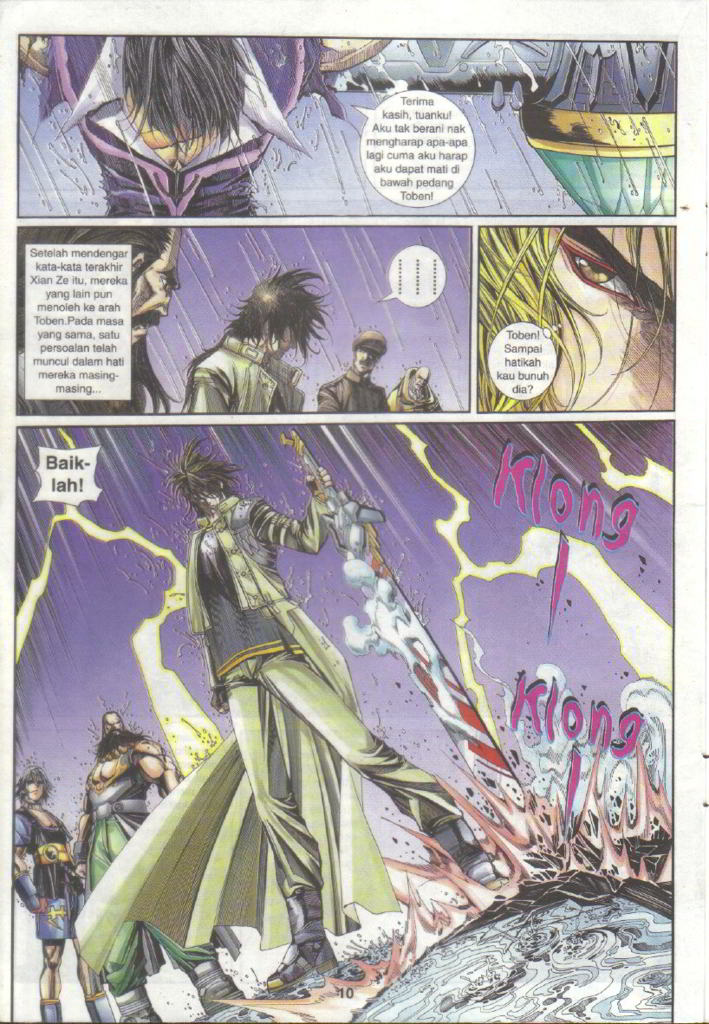 Terima
kasih, tuanku!
Aku tak berani nak
mengharap apa-apa
lagi cuma aku harap
aku dapat mati di
bawah pedang
Toben!
Setelah mendengar
kata-kata terakhir
Xian Ze itu, mereka
yang lain pun
menoleh ke arah
Toben.Pada masa
yang sama, satu
persoalan telah
muncul dalam hati
mereka masing-
masing...
Toben!
Sampai
hatikah
kau bunuh
dia?
Baik-
lah!
Klong
!
Klong
!
10